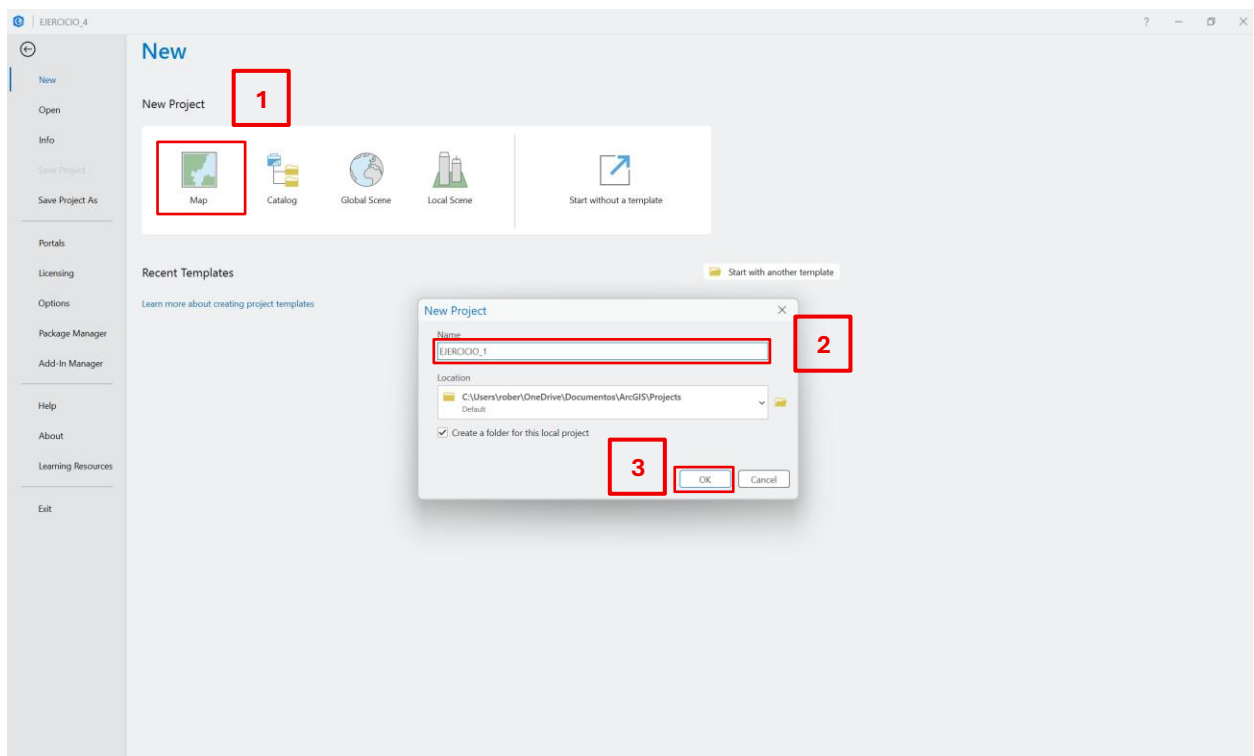 EJERCICIO_4
?
New
New
Open
Info
Save Project
Save Project As
Portals
Licensing
Options
Package Manager
Add-In Manager
Help
About
Learning Resources
Exit
New Project
1
Map
Catalog
Global Scene
Local Scene
Start without a template
Recent Templates
Start with another template
Learn more about creating project templates
New Project
Name
EJERCICIO_1
2
Location
C:\Users\rober\OneDrive\Documentos\ArcGIS\Projects
Default
Create a folder for this local project
3
OK
Cancel